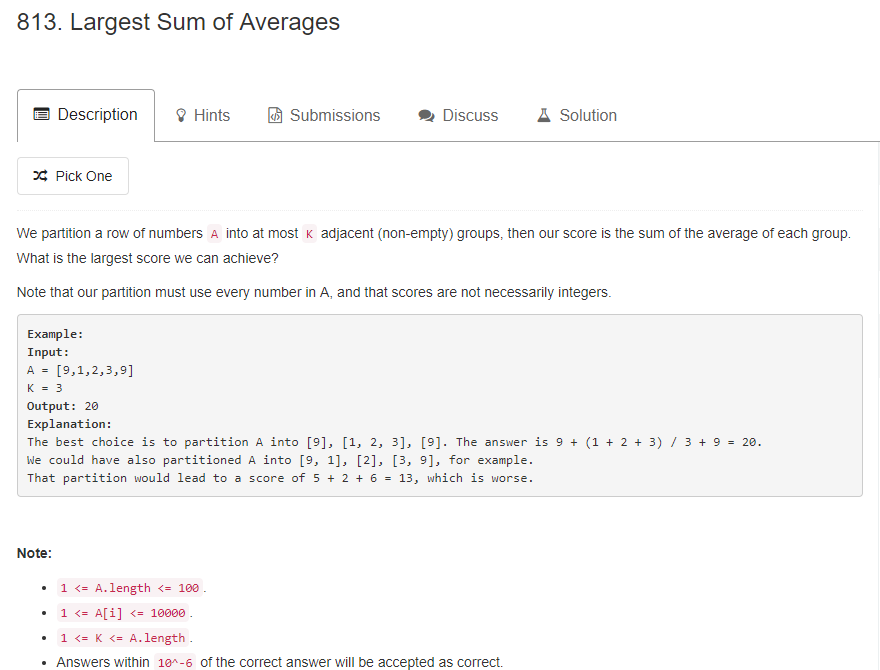 813. Largest Sum of Averages
Description Hints Submissions Discuss Solution
Pick One
We partition a row of numbers A into at most K adjacent (non-empty) groups, then our score is the sum of the average of each group.
What is the largest score we can achieve?
Note that our partition must use every number in A, and that scores are not necessarily integers.
Example:
Input:
A = [9,1,2,3,9]
K = 3
Output: 20
Explanation:
The best choice is to partition A into [9], [1, 2, 3], [9]. The answer is 9 + (1 + 2 + 3) / 3 + 9 = 20.
We could have also partitioned A into [9, 1], [2], [3, 9], for example.
That partition would lead to a score of 5 + 2 + 6 = 13, which is worse.
Note:
• 1 <= A.length <= 100.
• 1 <= A[i] <= 10000.
• 1 <= K <= A.length.
• Answers within 10^-6 of the correct answer will be accepted as correct.